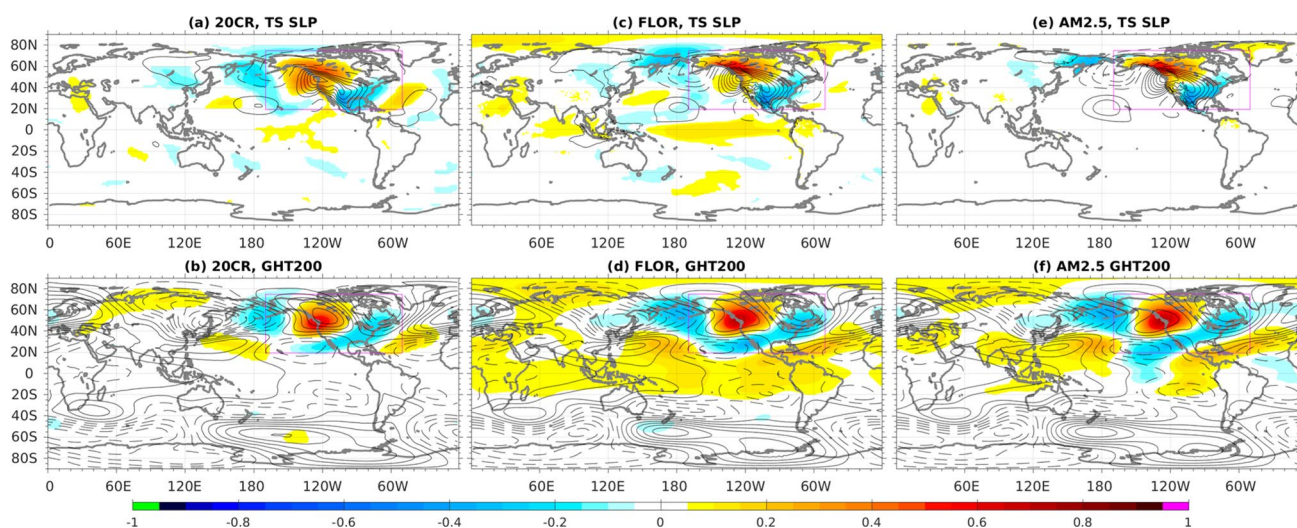 (a) 20CR, TS SLP (c) FLOR, TS SLP (e) AM2.5, TS SLP
80N
60N
40N
20N
0
20S
40S
60S
80S
0 60E 120E 180 120W 60W 60E 120E 180 120W 60W 60E 120E 180 120W 60W
(b) 20CR, GHT200 (d) FLOR, GHT200 (f) AM2.5 GHT200
80N
60N
40N
20N
0
20S
40S
60S
80S
0 60E 120E 180 120W 60W 60E 120E 180 120W 60W 60E 120E 180 120W 60W
-1 -0.8 -0.6 -0.4 -0.2 0 0.2 0.4 0.6 0.8